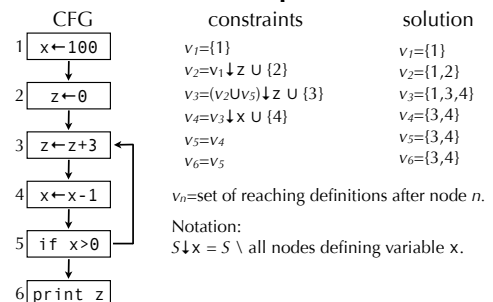 CFG
1 x←100
2 z←0
3 z←z+3
4 x←x-1
5 if x>0
6 print z
constraints
v₁={1}
v₂=v₁↓z ∪ {2}
v₃=(v₂∪v₅)↓z ∪ {3}
v₄=v₃↓x ∪ {4}
v₅=v₄
v₆=v₅
solution
v₁={1}
v₂={1,2}
v₃={1,3,4}
v₄={3,4}
v₅={3,4}
v₆={3,4}
vₙ=set of reaching definitions after node n.
Notation:
S↓x = S \ all nodes defining variable x.